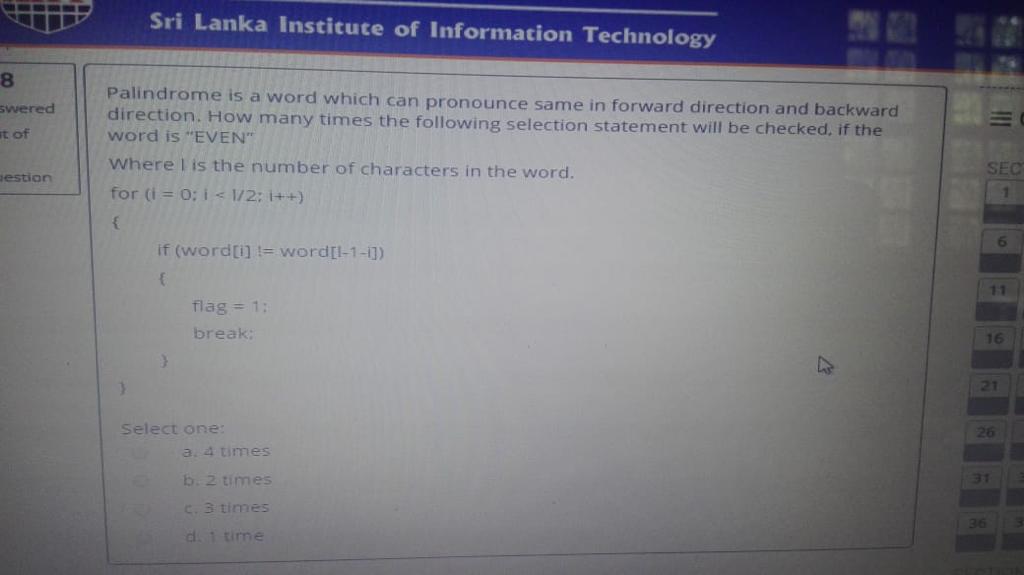 Sri Lanka Institute of Information Technology
8
swered
ut of
estion
Palindrome is a word which can pronounce same in forward direction and backward
direction. How many times the following selection statement will be checked, if the
word is "EVEN"
Where l is the number of characters in the word.
for (i = 0; i < l/2; i++)
{
if (word[i] != word[l-1-i])
{
flag = 1;
break;
}
}
Select one:
a. 4 times
b. 2 times
c. 3 times
d. 1 time
SEC
1
6
11
16
21
26
31
36